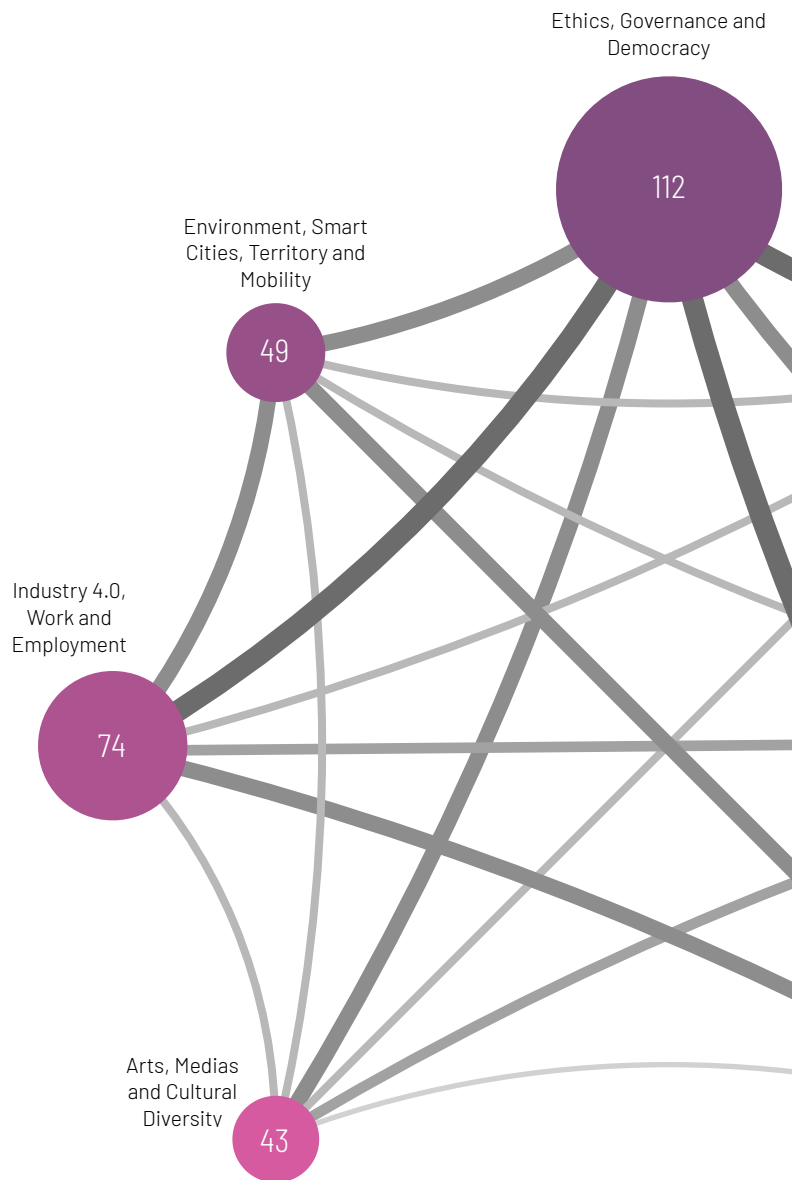 Ethics, Governance and
Democracy
112
Environment, Smart
Cities, Territory and
Mobility
49
Industry 4.0,
Work and
Employment
74
Arts, Medias
and Cultural
Diversity
43